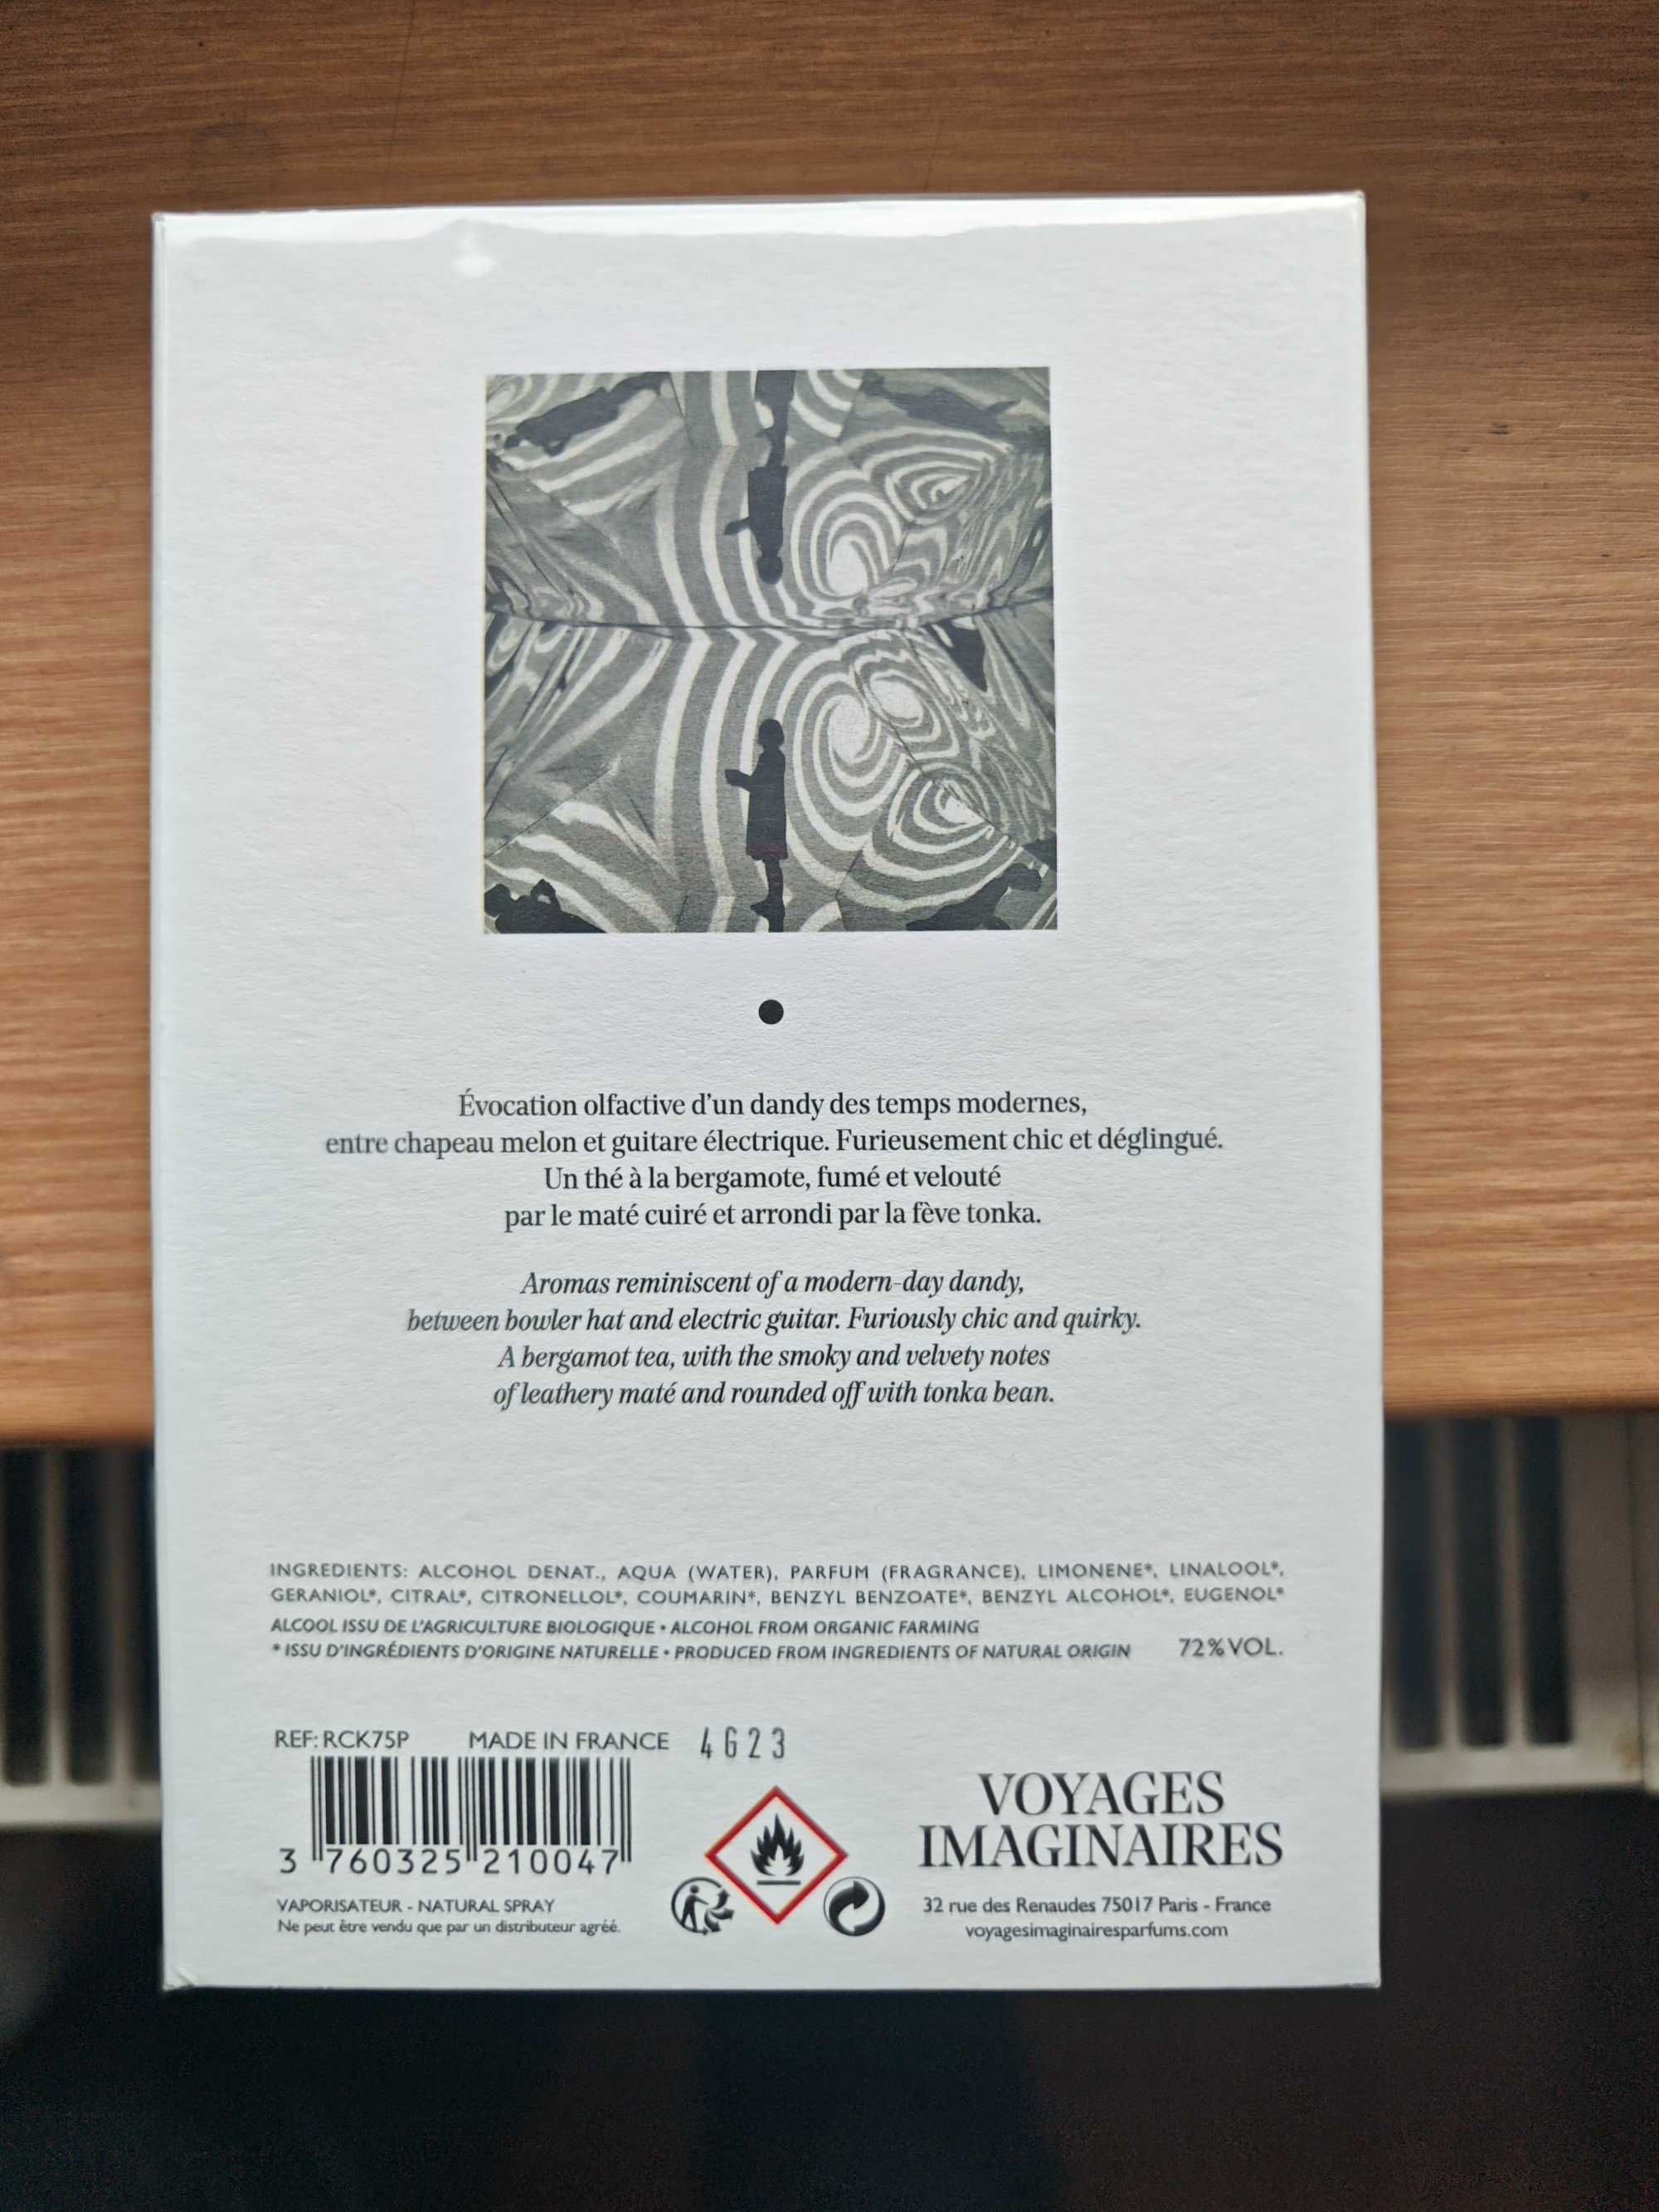 Évocation olfactive d'un dandy des temps modernes,
entre chapeau melon et guitare électrique. Furieusement chic et déglingué.
Un thé à la bergamote, fumé et velouté
par le maté cuiré et arrondi par la fève tonka.
Aromas reminiscent of a modern-day dandy,
between bowler hat and electric guitar. Furiously chic and quirky.
A bergamot tea, with the smoky and velvety notes
of leathery maté and rounded off with tonka bean.
INGREDIENTS: ALCOHOL DENAT., AQUA (WATER), PARFUM (FRAGRANCE), LIMONENE*, LINALOOL*,
GERANIOL*, CITRAL*, CITRONELLOL*, COUMARIN*, BENZYL BENZOATE*, BENZYL ALCOHOL*, EUGENOL*
ALCOOL ISSU DE L'AGRICULTURE BIOLOGIQUE • ALCOHOL FROM ORGANIC FARMING
* ISSU D'INGRÉDIENTS D'ORIGINE NATURELLE • PRODUCED FROM INGREDIENTS OF NATURAL ORIGIN 72% VOL.
REF: RCK75P MADE IN FRANCE 4623
3 760325 210047
VAPORISATEUR - NATURAL SPRAY
Ne peut être vendu que par un distributeur agréé.
VOYAGES
IMAGINAIRES
32 rue des Renaudes 75017 Paris - France
voyagesimaginairesparfums.com